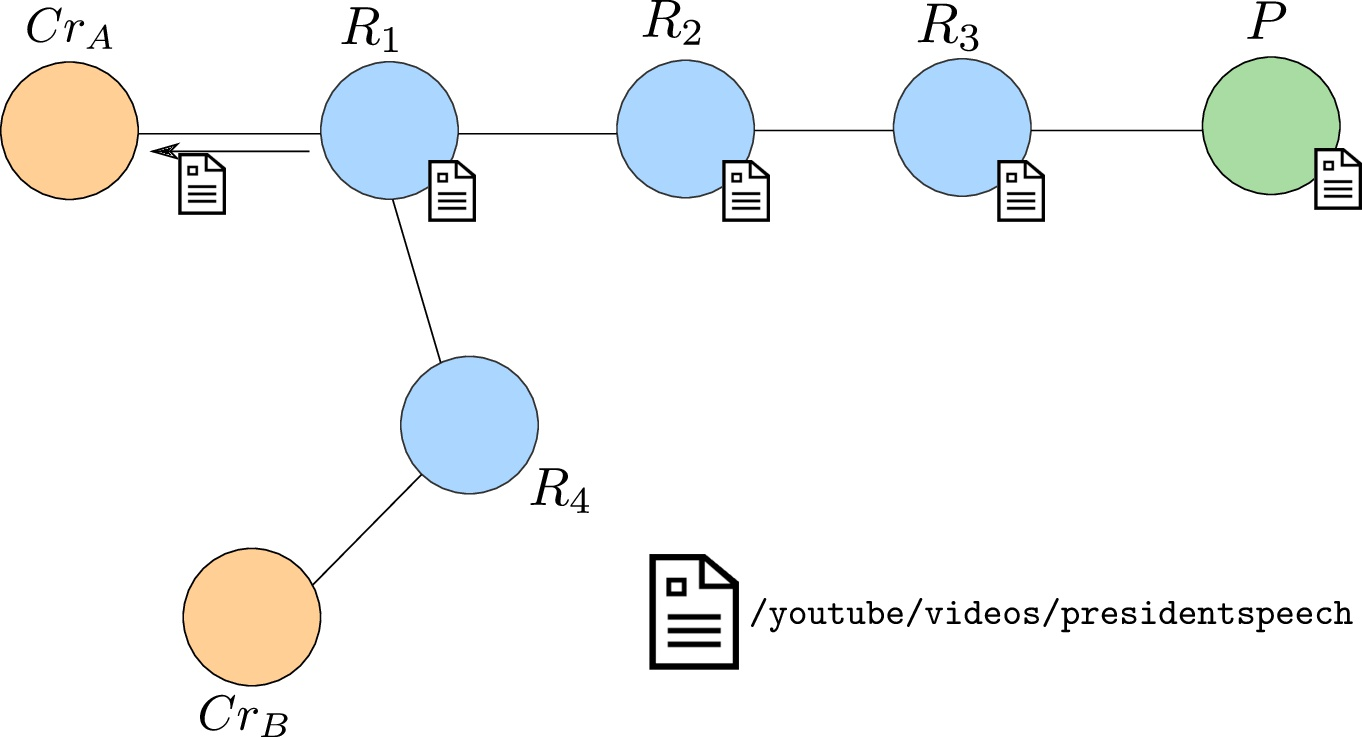 Cr_A
R_1
R_2
R_3
P
R_4
/youtube/videos/presidentspeech
Cr_B